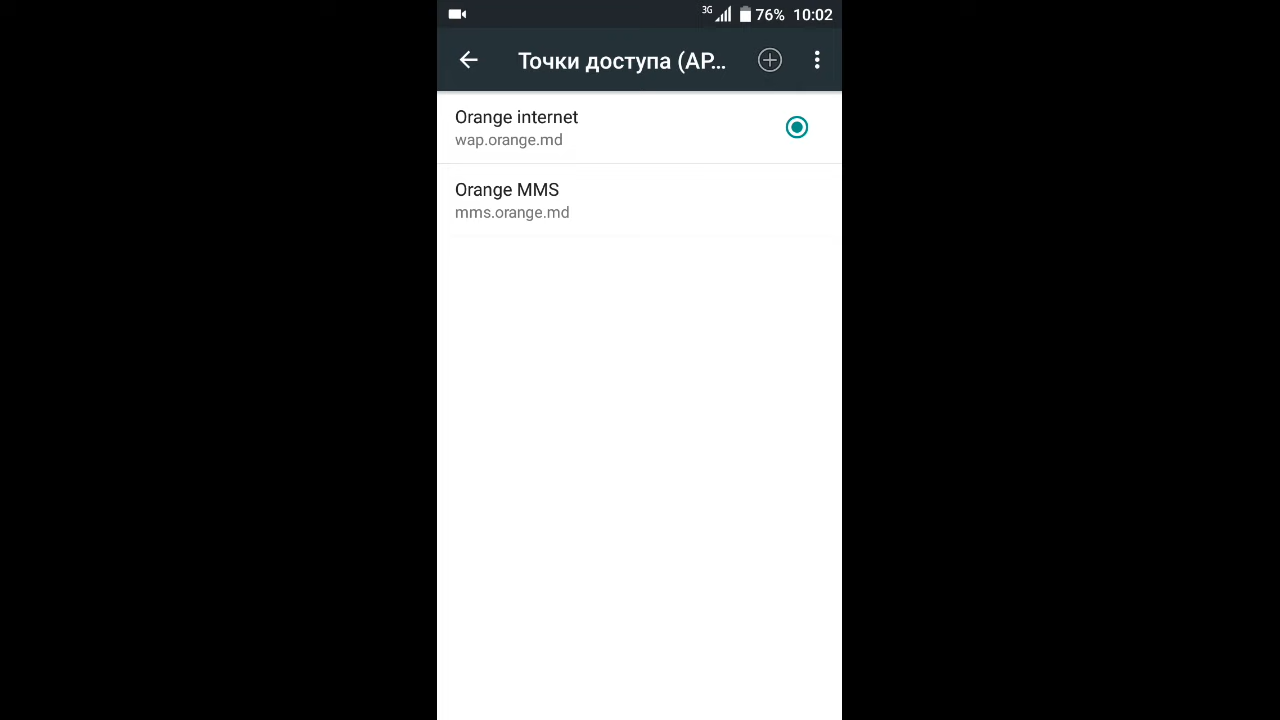 3G 76% 10:02
Точки доступа (AP...
Orange internet
wap.orange.md
Orange MMS
mms.orange.md